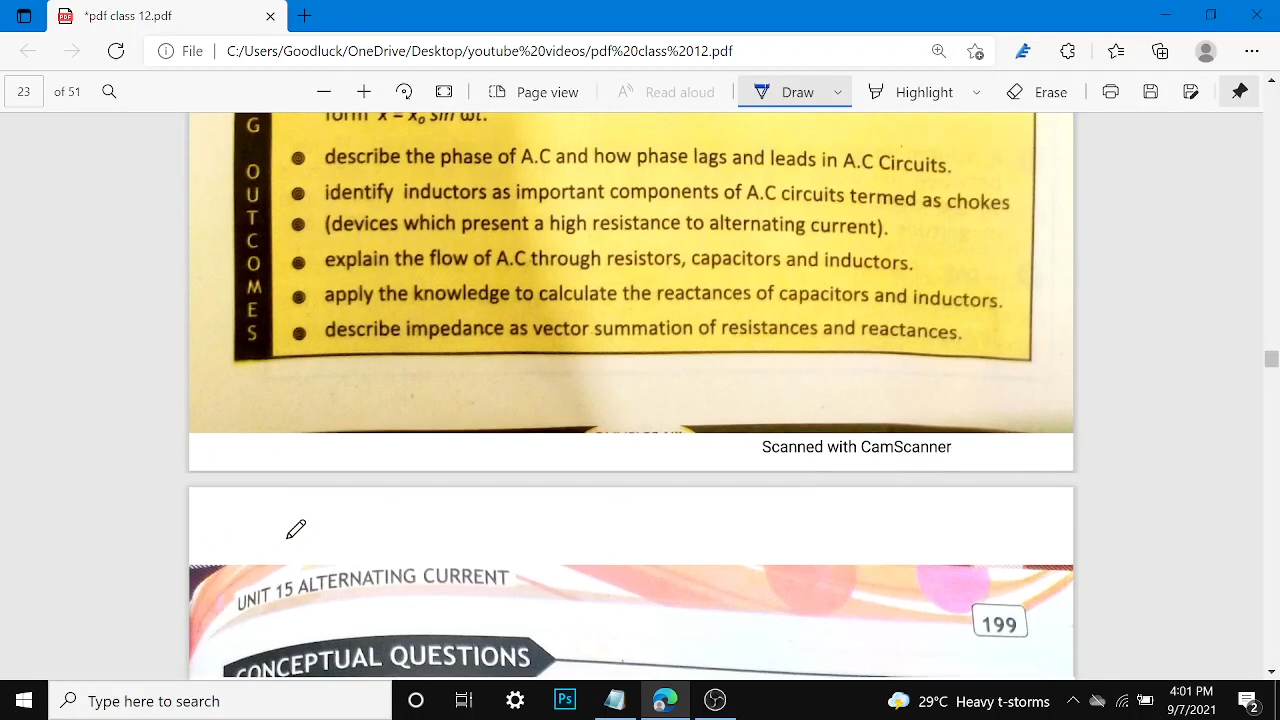 *pdf class 12.pdf
File C:/Users/Goodluck/OneDrive/Desktop/youtube%20videos/pdf%20class%2012.pdf
23 of 51 Page view Read aloud Draw Highlight Erase
form x = xₒ sin ωt.
describe the phase of A.C and how phase lags and leads in A.C Circuits.
identify inductors as important components of A.C circuits termed as chokes
(devices which present a high resistance to alternating current).
explain the flow of A.C through resistors, capacitors and inductors.
apply the knowledge to calculate the reactances of capacitors and inductors.
describe impedance as vector summation of resistances and reactances.
G
OUTCOMES
Scanned with CamScanner
UNIT 15 ALTERNATING CURRENT
199
CONCEPTUAL QUESTIONS
Type here to search
Ps
29°C Heavy t-storms
4:01 PM
9/7/2021
2